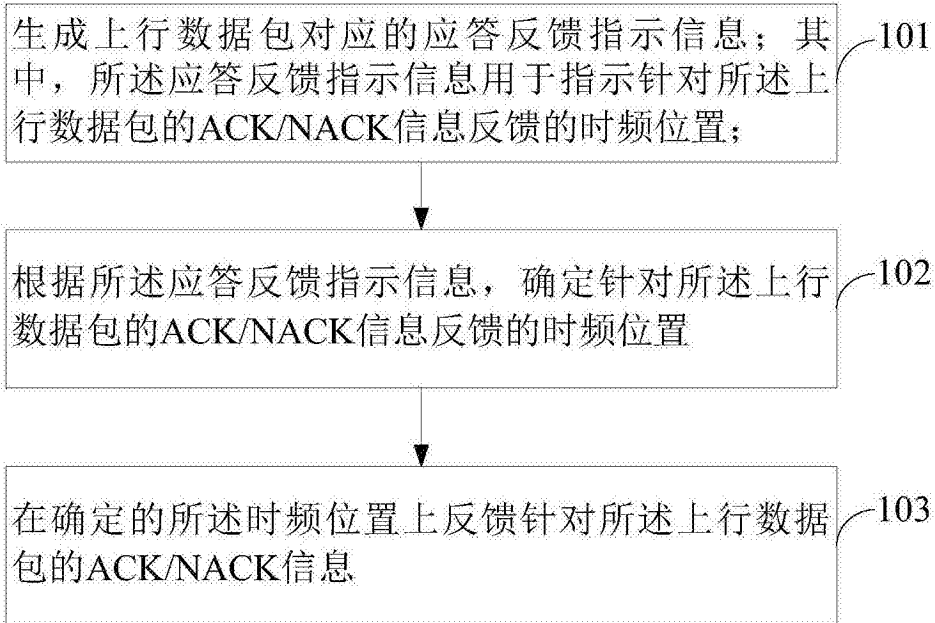 生成上行数据包对应的应答反馈指示信息；其
中，所述应答反馈指示信息用于指示针对所述上
行数据包的ACK/NACK信息反馈的时频位置；
101
根据所述应答反馈指示信息，确定针对所述上行
数据包的ACK/NACK信息反馈的时频位置
102
在确定的所述时频位置上反馈针对所述上行数据
包的ACK/NACK信息
103